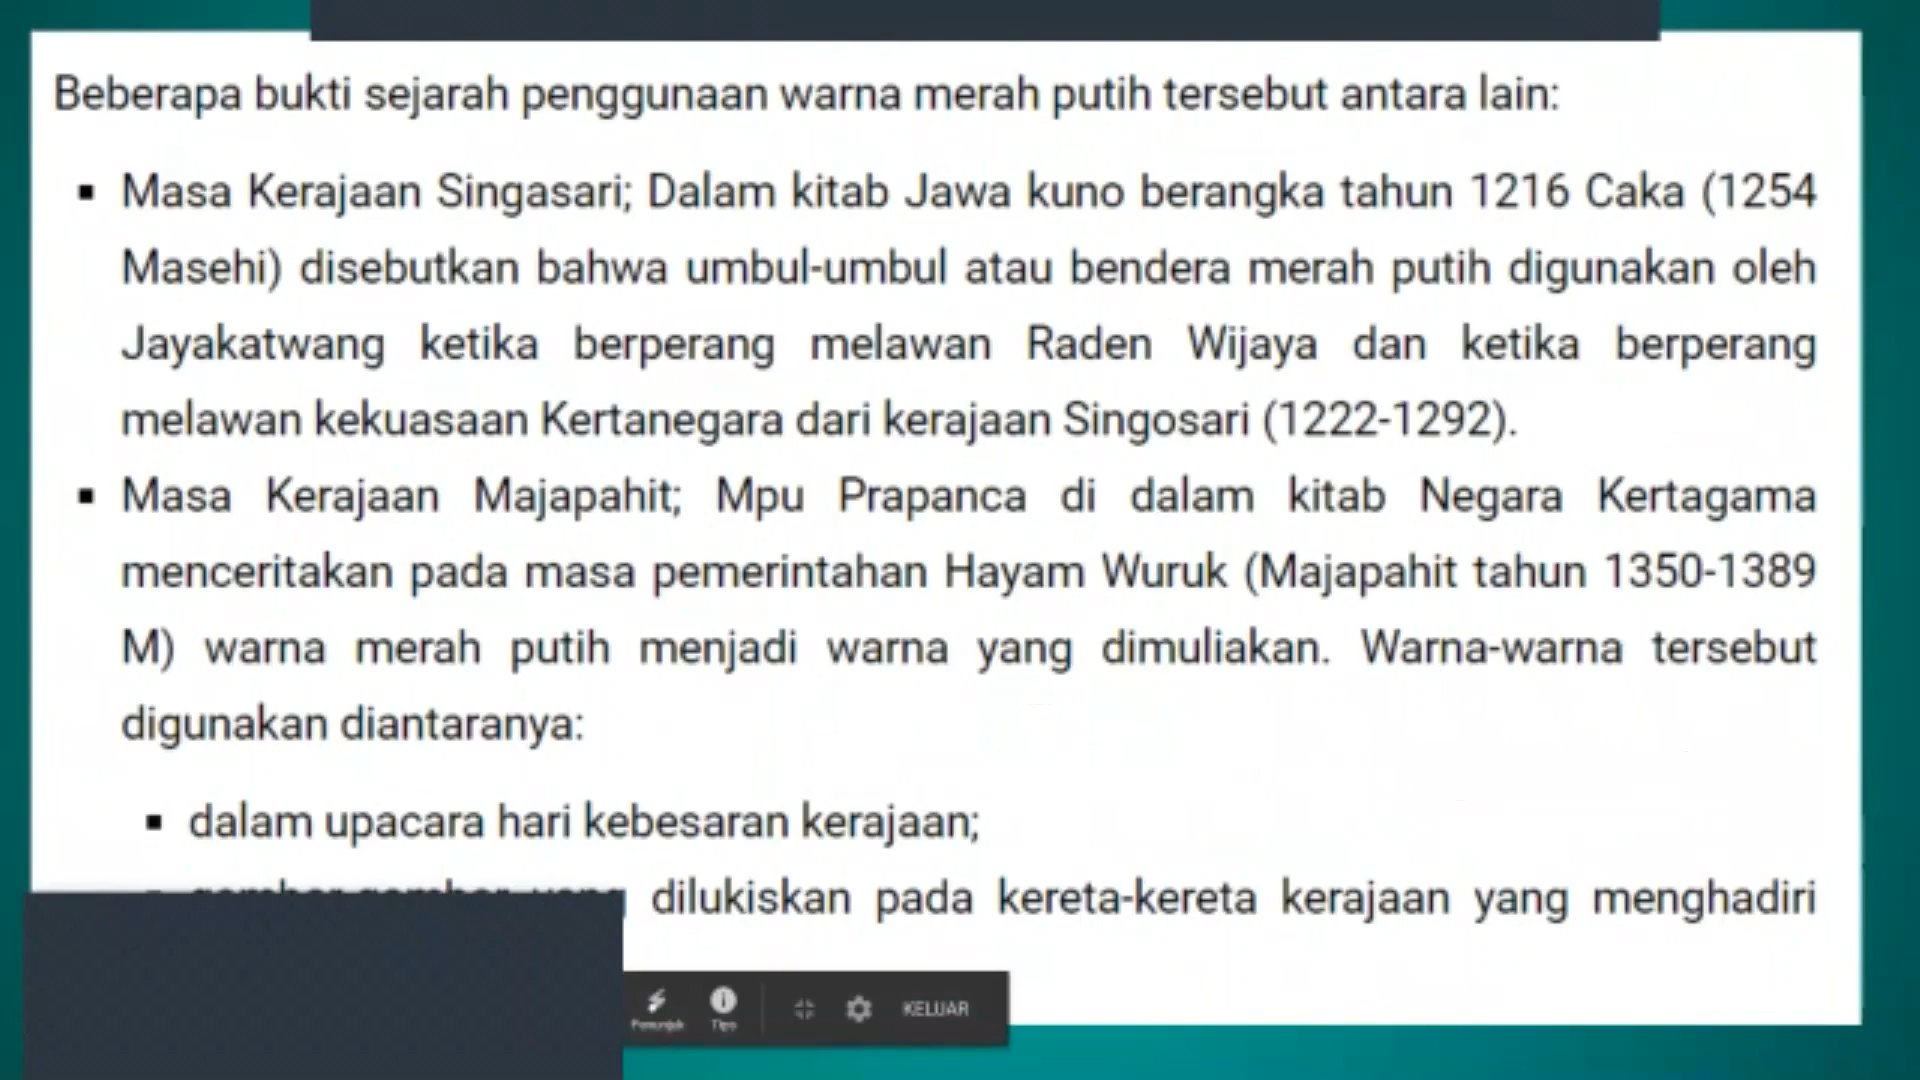 Beberapa bukti sejarah penggunaan warna merah putih tersebut antara lain:
▪ Masa Kerajaan Singasari; Dalam kitab Jawa kuno berangka tahun 1216 Caka (1254
Masehi) disebutkan bahwa umbul-umbul atau bendera merah putih digunakan oleh
Jayakatwang ketika berperang melawan Raden Wijaya dan ketika berperang
melawan kekuasaan Kertanegara dari kerajaan Singosari (1222-1292).
▪ Masa Kerajaan Majapahit; Mpu Prapanca di dalam kitab Negara Kertagama
menceritakan pada masa pemerintahan Hayam Wuruk (Majapahit tahun 1350-1389
M) warna merah putih menjadi warna yang dimuliakan. Warna-warna tersebut
digunakan diantaranya:
▪ dalam upacara hari kebesaran kerajaan;
dilukiskan pada kereta-kereta kerajaan yang menghadiri
KELUAR